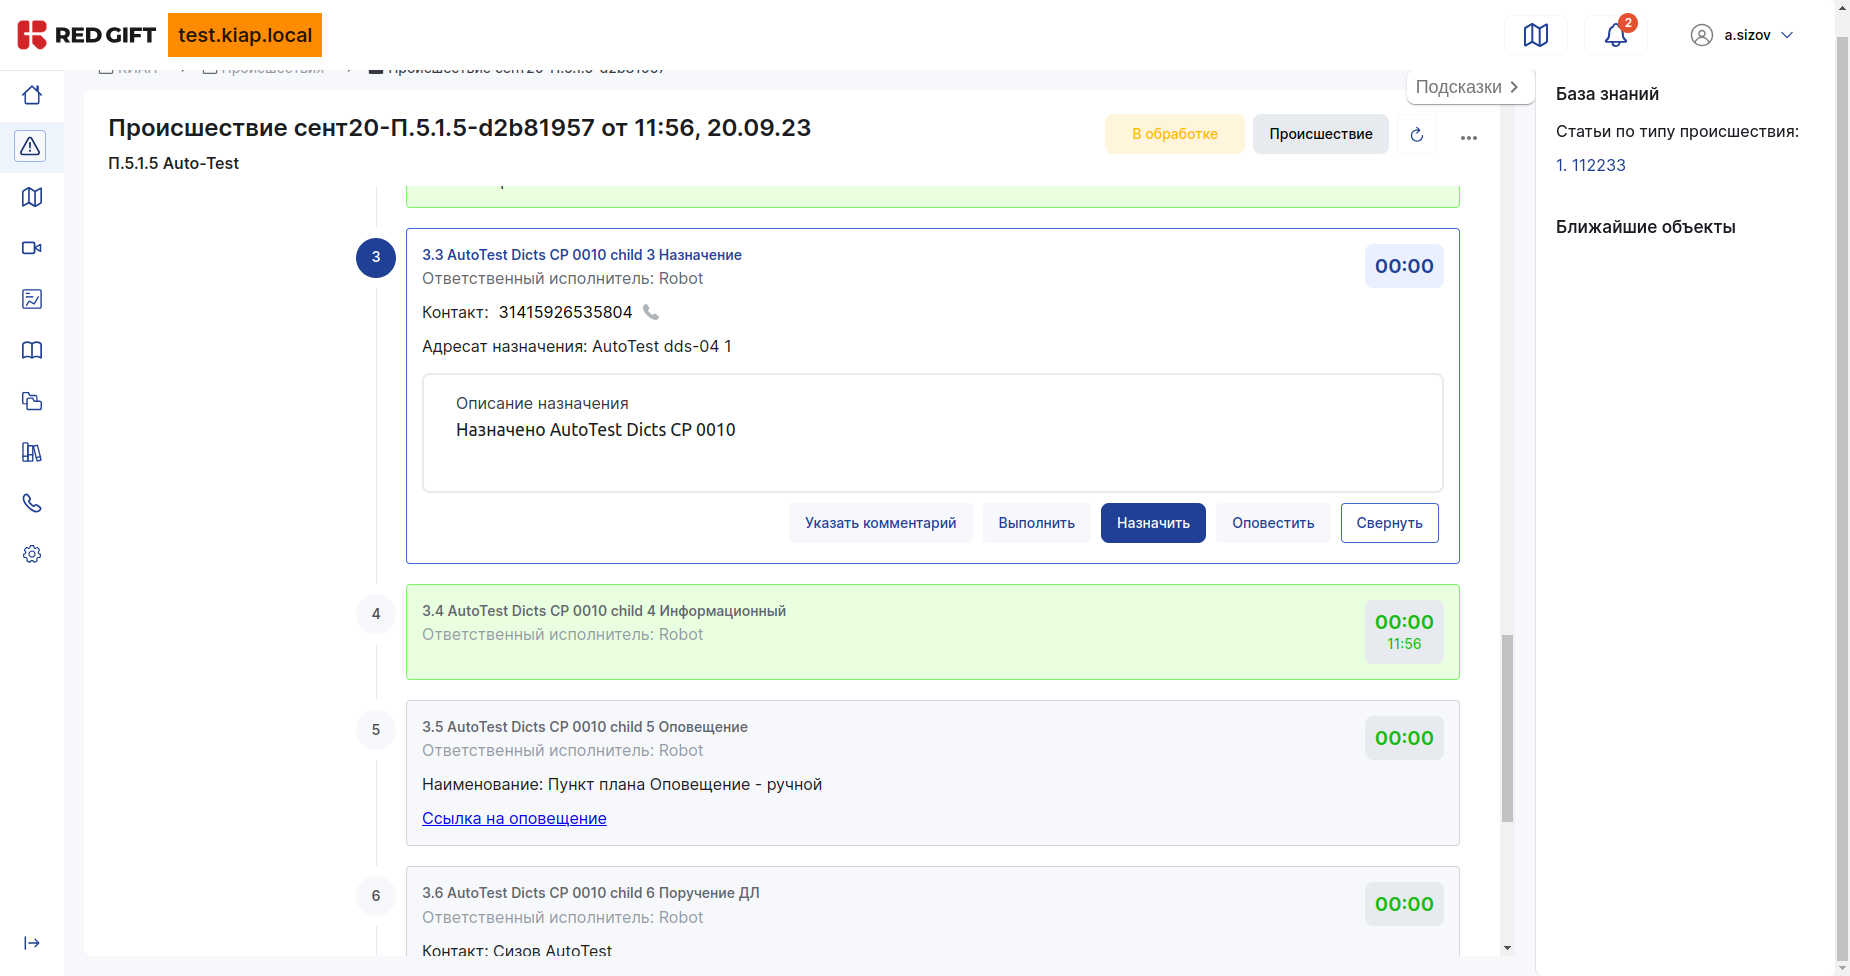 RED GIFT
test.kiap.local
2
a.sizov
Происшествие сент20-П.5.1.5-d2b81957
Подсказки
Происшествие сент20-П.5.1.5-d2b81957 от 11:56, 20.09.23
П.5.1.5 Auto-Test
В обработке
Происшествие
3
3.3 AutoTest Dicts CP 0010 child 3 Назначение
00:00
Ответственный исполнитель: Robot
Контакт: 31415926535804
Адресат назначения: AutoTest dds-04 1
Описание назначения
Назначено AutoTest Dicts CP 0010
Указать комментарий
Выполнить
Назначить
Оповестить
Свернуть
4
3.4 AutoTest Dicts CP 0010 child 4 Информационный
Ответственный исполнитель: Robot
00:00
11:56
5
3.5 AutoTest Dicts CP 0010 child 5 Оповещение
Ответственный исполнитель: Robot
00:00
Наименование: Пункт плана Оповещение - ручной
Ссылка на оповещение
6
3.6 AutoTest Dicts CP 0010 child 6 Поручение ДЛ
Ответственный исполнитель: Robot
00:00
Контакт: Сизов AutoTest
База знаний
Статьи по типу происшествия:
1. 112233
Ближайшие объекты